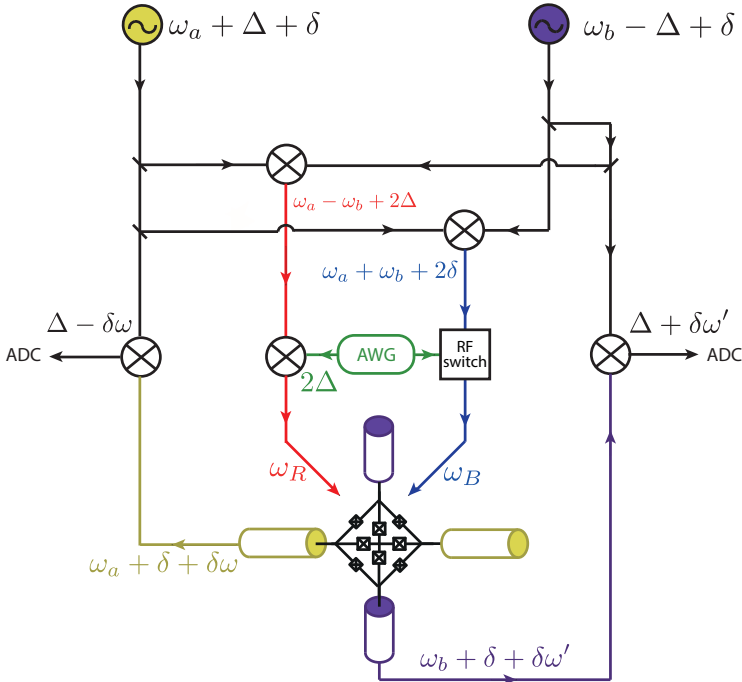 ω_a + Δ + δ
ω_b − Δ + δ
ω_a − ω_b + 2Δ
ω_a + ω_b + 2δ
Δ − δω
Δ + δω′
ADC
AWG
RF
switch
ADC
2Δ
ω_R
ω_B
ω_a + δ + δω
ω_b + δ + δω′